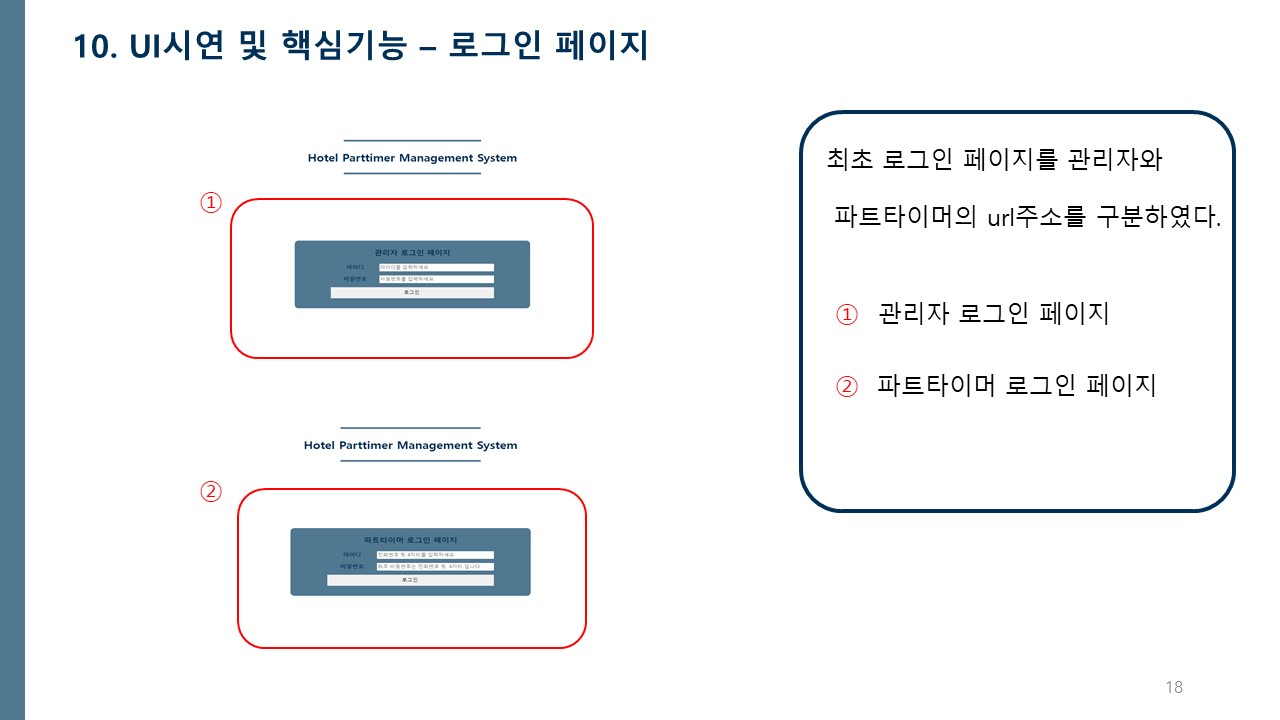 10. UI시연 및 핵심기능 – 로그인 페이지
Hotel Parttimer Management System
①
관리자 로그인 페이지
아이디 아이디를 입력하세요
비밀번호 비밀번호를 입력하세요
로그인
Hotel Parttimer Management System
②
파트타이머 로그인 페이지
아이디 전화번호 뒷 4자리를 입력하세요
비밀번호 최초 비밀번호는 전화번호 뒷 4자리 입니다
로그인
최초 로그인 페이지를 관리자와
파트타이머의 url주소를 구분하였다.
① 관리자 로그인 페이지
② 파트타이머 로그인 페이지
18